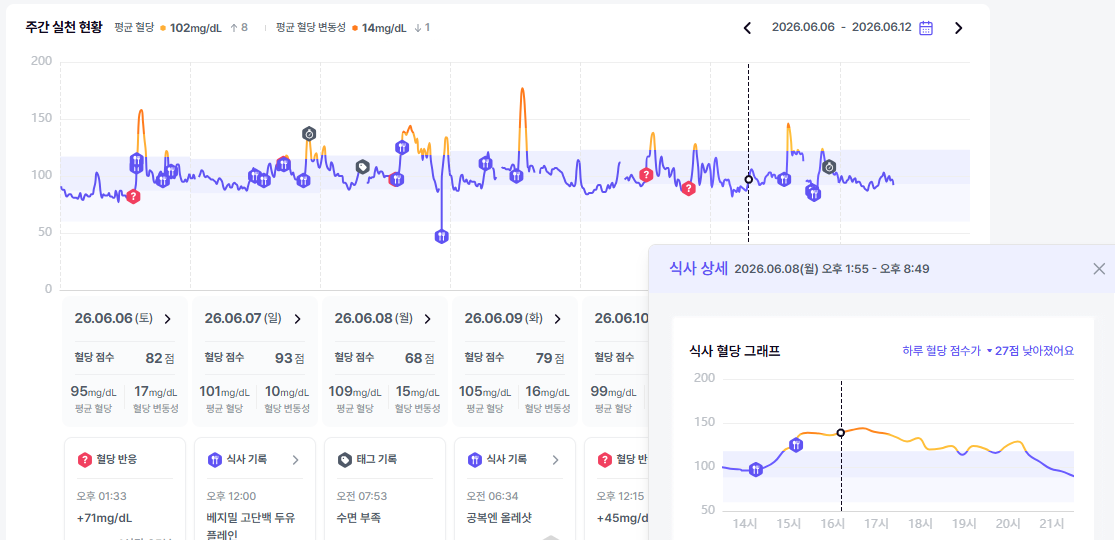 주간 실천 현황 평균 혈당 102mg/dL ↑ 8 평균 혈당 변동성 14mg/dL ↓ 1 2026.06.06 - 2026.06.12
200
150
100
50
0
식사 상세 2026.06.08(월) 오후 1:55 - 오후 8:49
26.06.06 (토) 26.06.07 (일) 26.06.08 (월) 26.06.09 (화) 26.06.10
혈당 점수 82 점 혈당 점수 93 점 혈당 점수 68 점 혈당 점수 79 점 혈당 점수
95mg/dL 17mg/dL 101mg/dL 10mg/dL 109mg/dL 15mg/dL 105mg/dL 16mg/dL 99mg/dL
평균 혈당 혈당 변동성 평균 혈당 혈당 변동성 평균 혈당 혈당 변동성 평균 혈당 혈당 변동성 평균 혈당
혈당 반응 식사 기록 태그 기록 식사 기록 혈당 반
오후 01:33 오후 12:00 오전 07:53 오전 06:34 오후 12:15
+71mg/dL 베지밀 고단백 두유 수면 부족 공복엔 올레샷 +45mg/d
플레인
식사 혈당 그래프 하루 혈당 점수가 ▼27점 낮아졌어요
200
150
100
50
14시 15시 16시 17시 18시 19시 20시 21시